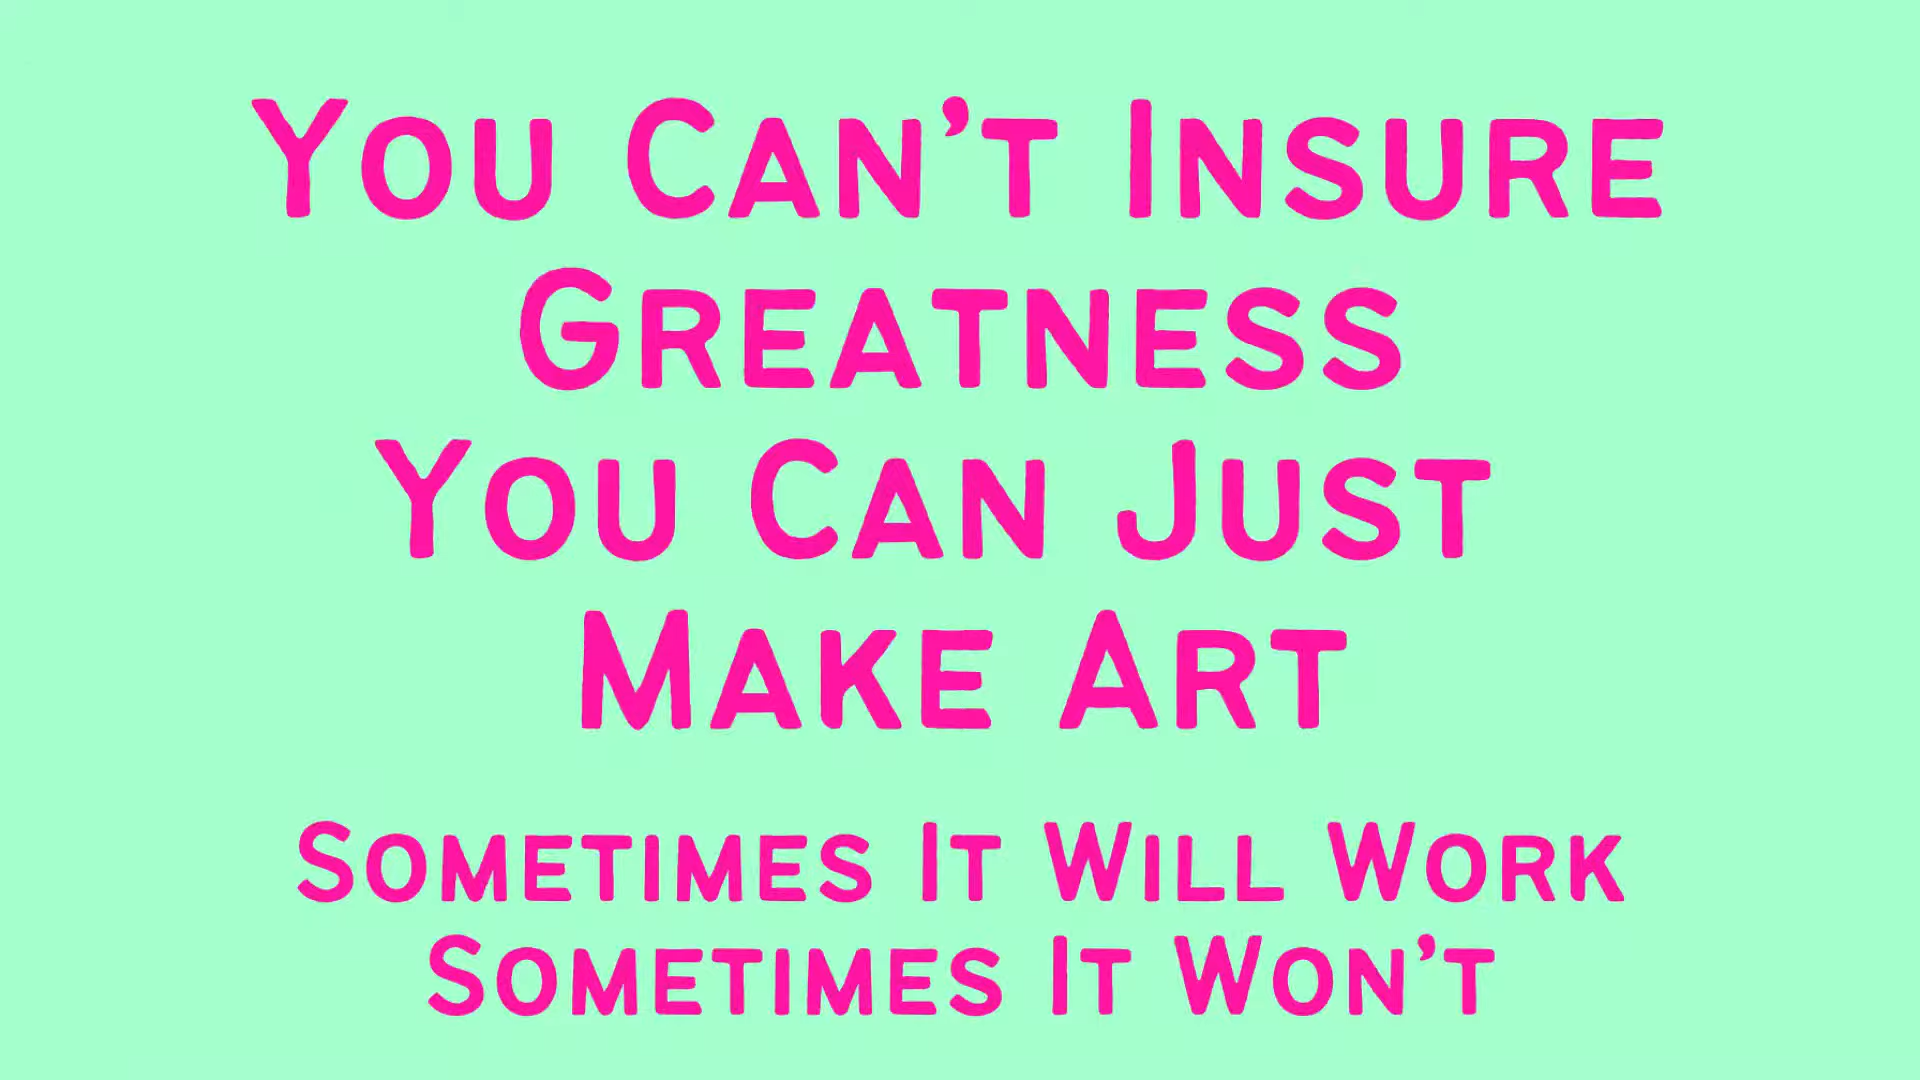 You Can't Insure
Greatness
You Can Just
Make Art
Sometimes It Will Work
Sometimes It Won't